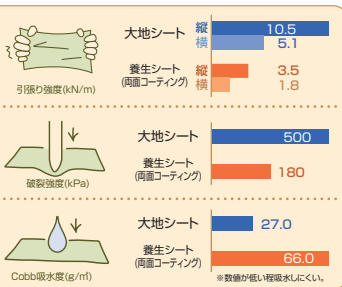 大地シート 縦 10.5
横 5.1
養生シート 縦 3.5
(両面コーティング) 横 1.8
引張り強度(kN/m)
大地シート 500
養生シート
(両面コーティング) 180
破裂強度(kPa)
大地シート 27.0
養生シート
(両面コーティング) 66.0
Cobb吸水度(g/㎡)
※数値が低い程吸水しにくい。